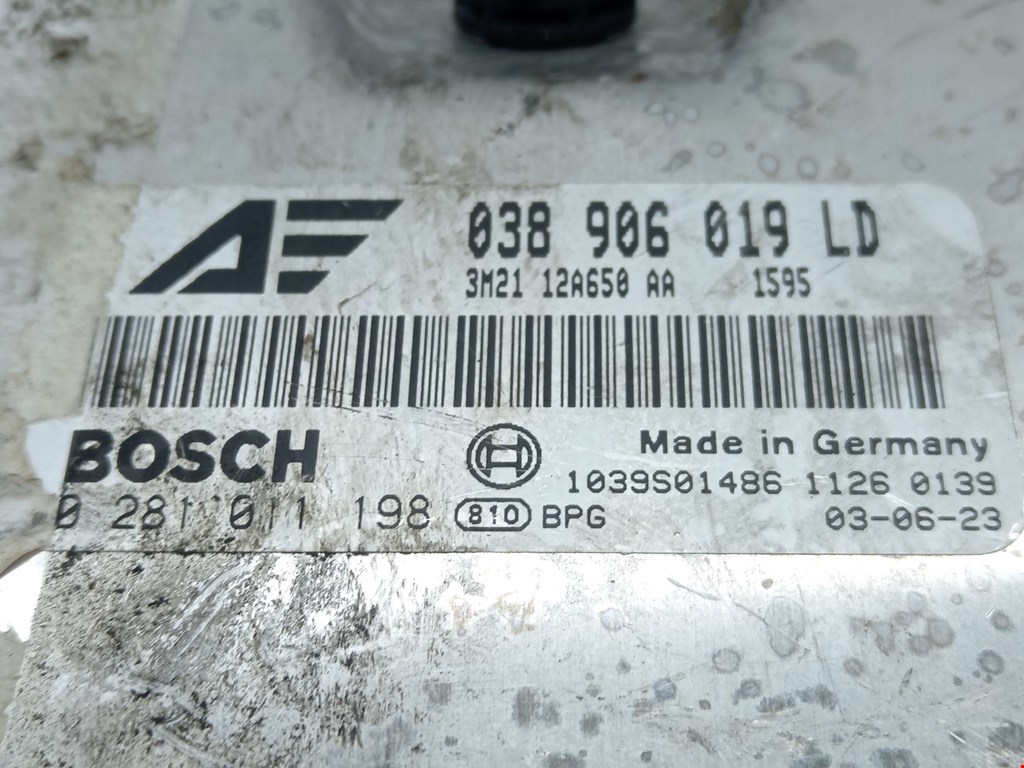 AE 038 906 019 LD
3M21 12A650 AA 1595
BOSCH Made in Germany
1039S01486 1126 0139
0 281 011 198 810 BPG 03-06-23